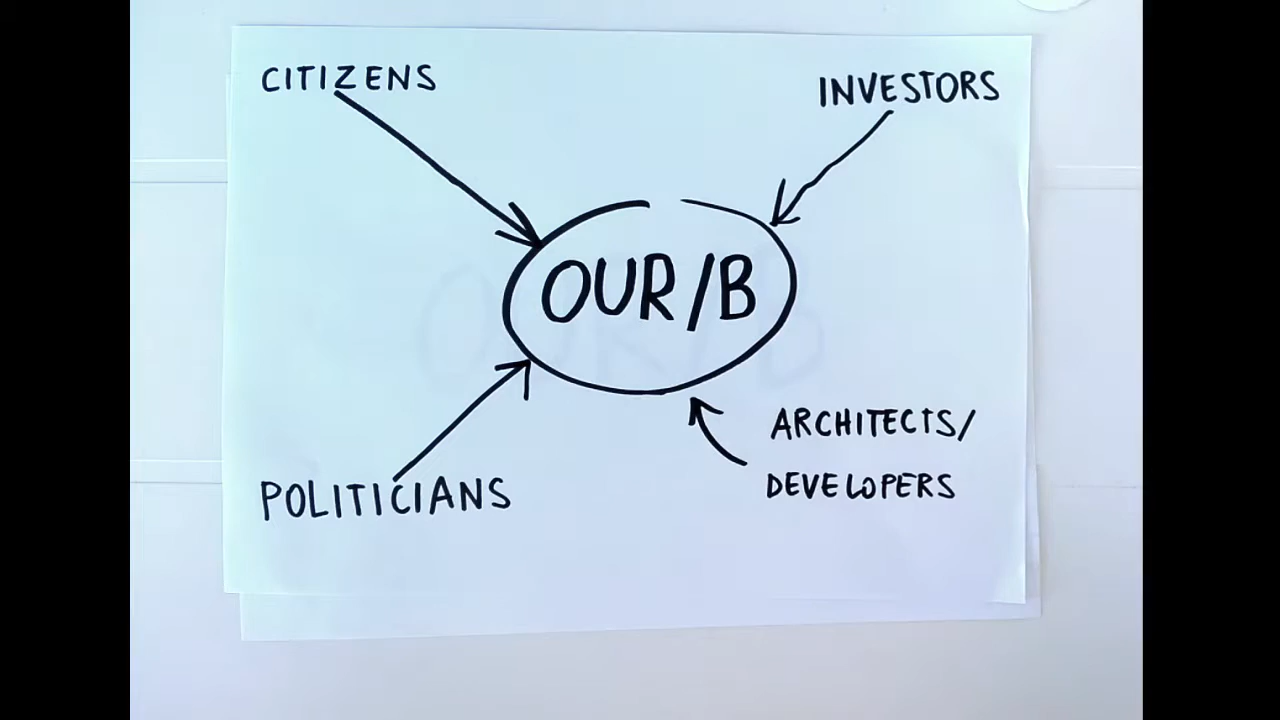 CITIZENS
INVESTORS
OUR/B
ARCHITECTS/
DEVELOPERS
POLITICIANS